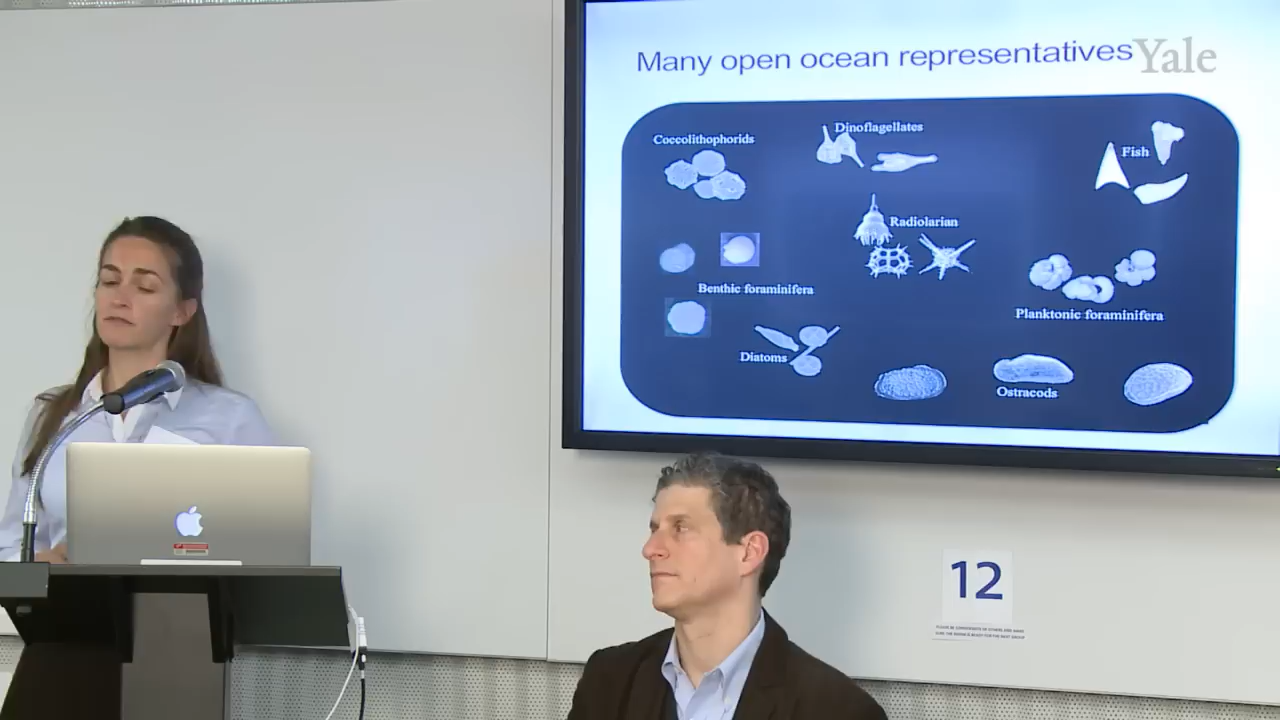 Many open ocean representatives
Yale
Coccolithophorids
Dinoflagellates
Fish
Radiolarian
Benthic foraminifera
Planktonic foraminifera
Diatoms
Ostracods
12